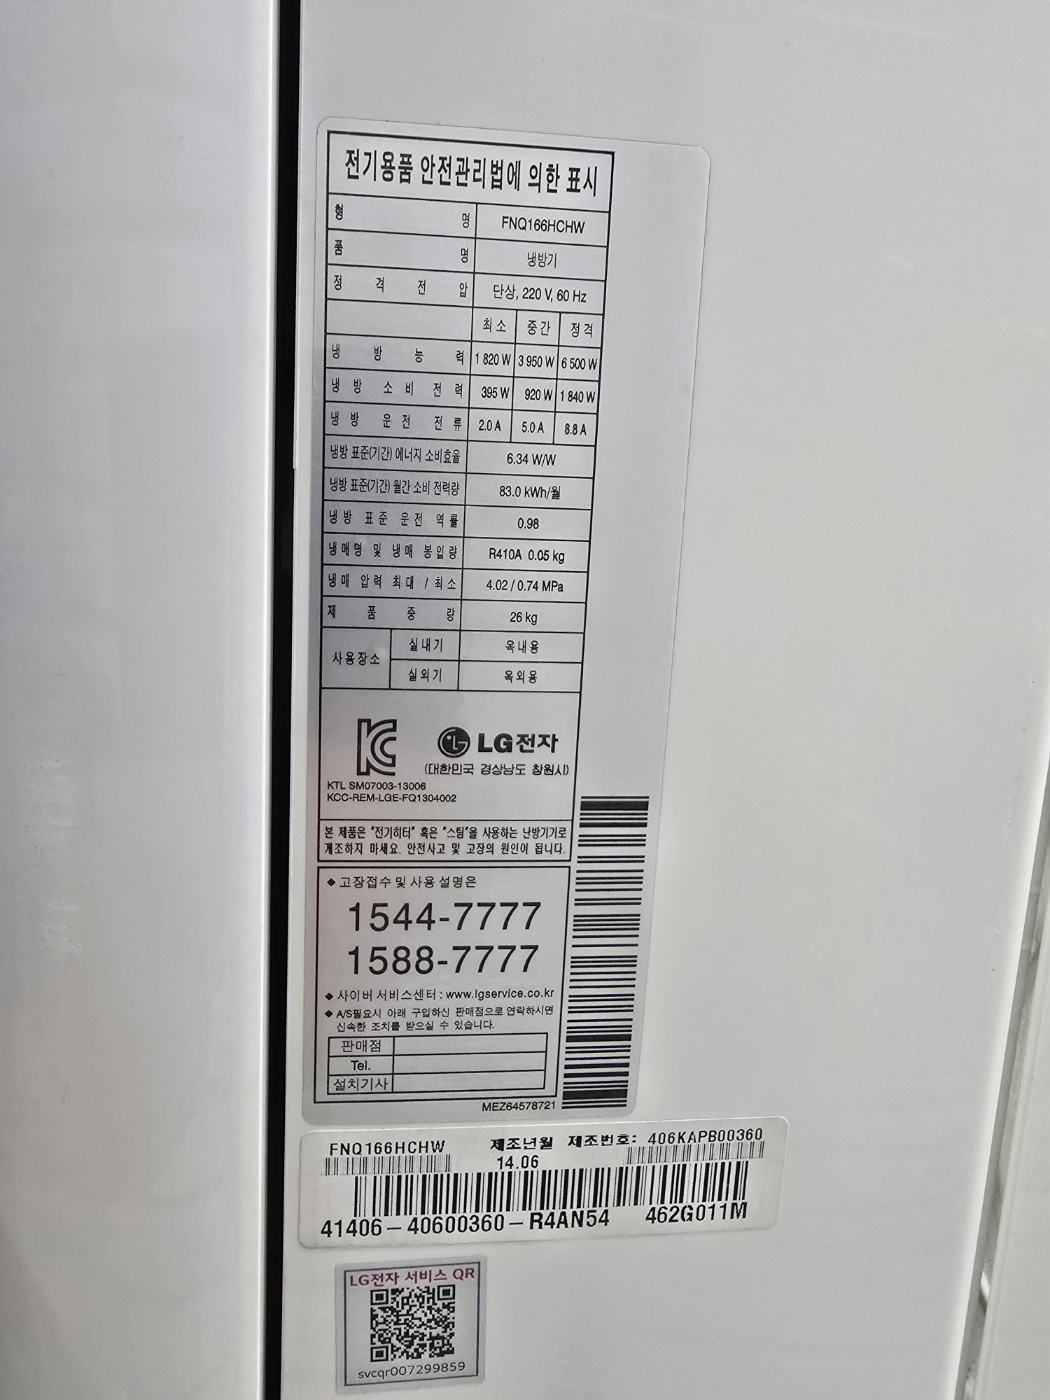 전기용품 안전관리법에 의한 표시
형 명 FNQ166HCHW
품 명 냉방기
정 격 전 압 단상, 220 V, 60 Hz
최소 중간 정격
냉 방 능 력 1 820 W 3 950 W 6 500 W
냉 방 소 비 전 력 395 W 920 W 1 840 W
냉 방 운 전 전 류 2.0 A 5.0 A 8.8 A
냉방 표준(기간) 에너지 소비효율 6.34 W/W
냉방 표준(기간) 월간 소비 전력량 83.0 kWh/월
냉방 표준 운전 역률 0.98
냉매명 및 냉매 봉입량 R410A 0.05 kg
냉매 압력 최대 / 최소 4.02 / 0.74 MPa
제 품 중 량 26 kg
사용장소 실내기 옥내용
실외기 옥외용
LG전자
(대한민국 경상남도 창원시)
KTL SM07003-13006
KCC-REM-LGE-FQ1304002
본 제품은 "전기히터" 혹은 "스팀"을 사용하는 난방기기로
개조하지 마세요. 안전사고 및 고장의 원인이 됩니다.
◆ 고장접수 및 사용 설명은
1544-7777
1588-7777
◆ 사이버 서비스센터 : www.lgservice.co.kr
◆ A/S필요시 아래 구입하신 판매점으로 연락하시면
신속한 조치를 받으실 수 있습니다.
판매점
Tel.
설치기사
MEZ64578721
FNQ166HCHW 제조년월 제조번호: 406KAPB00360
14.06
41406-40600360-R4AN54 462G011M
LG전자 서비스 QR
svcqr007299859